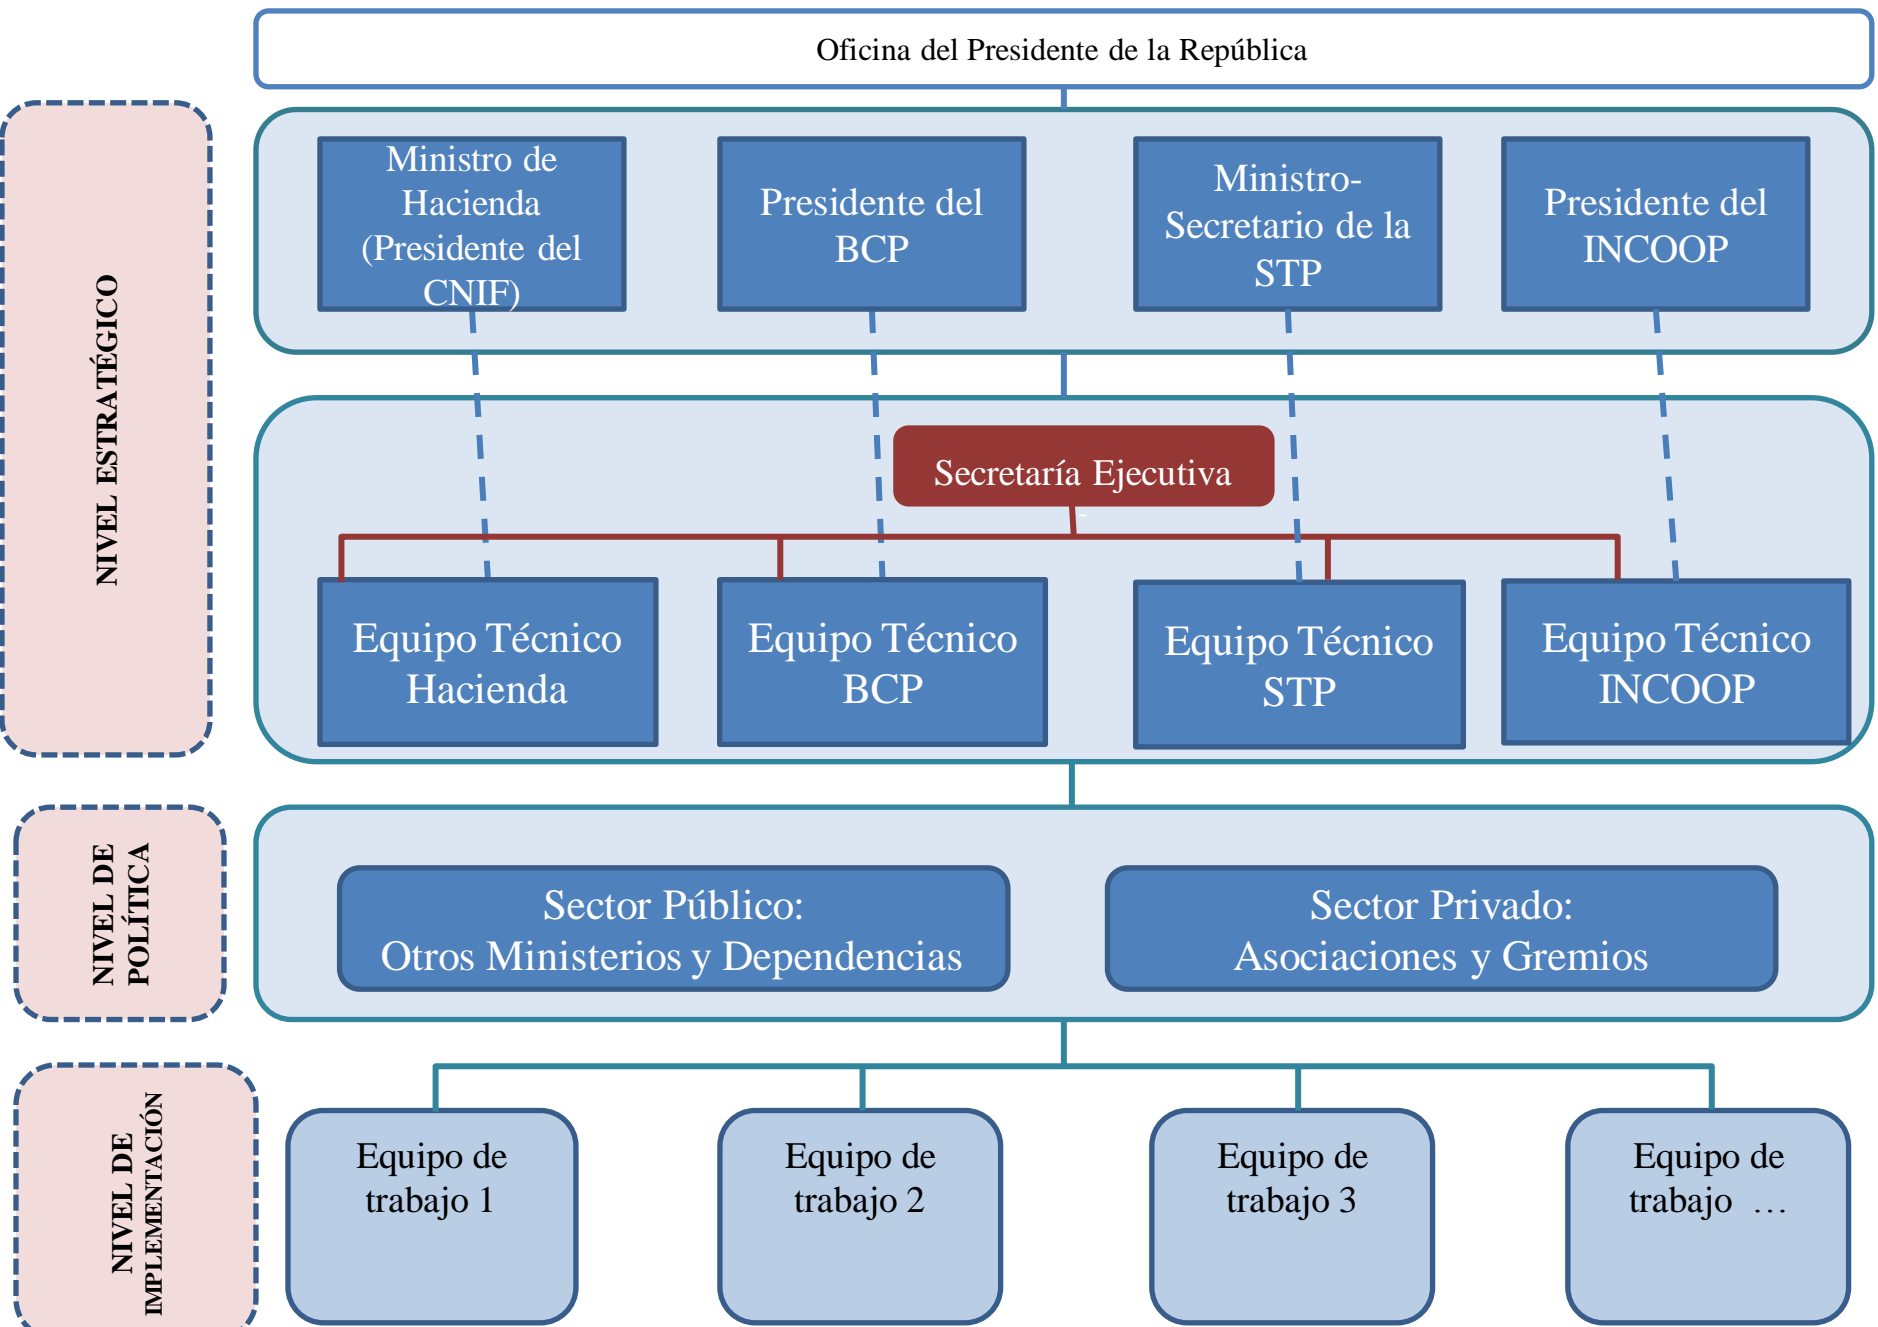 Oficina del Presidente de la República
NIVEL ESTRATÉGICO
Ministro de
Hacienda
(Presidente del
CNIF)
Presidente del
BCP
Ministro-
Secretario de la
STP
Presidente del
INCOOP
Secretaría Ejecutiva
-
Equipo Técnico
Hacienda
Equipo Técnico
BCP
Equipo Técnico
STP
Equipo Técnico
INCOOP
NIVEL DE
POLÍTICA
Sector Público:
Otros Ministerios y Dependencias
Sector Privado:
Asociaciones y Gremios
NIVEL DE
IMPLEMENTACIÓN
Equipo de
trabajo 1
Equipo de
trabajo 2
Equipo de
trabajo 3
Equipo de
trabajo …